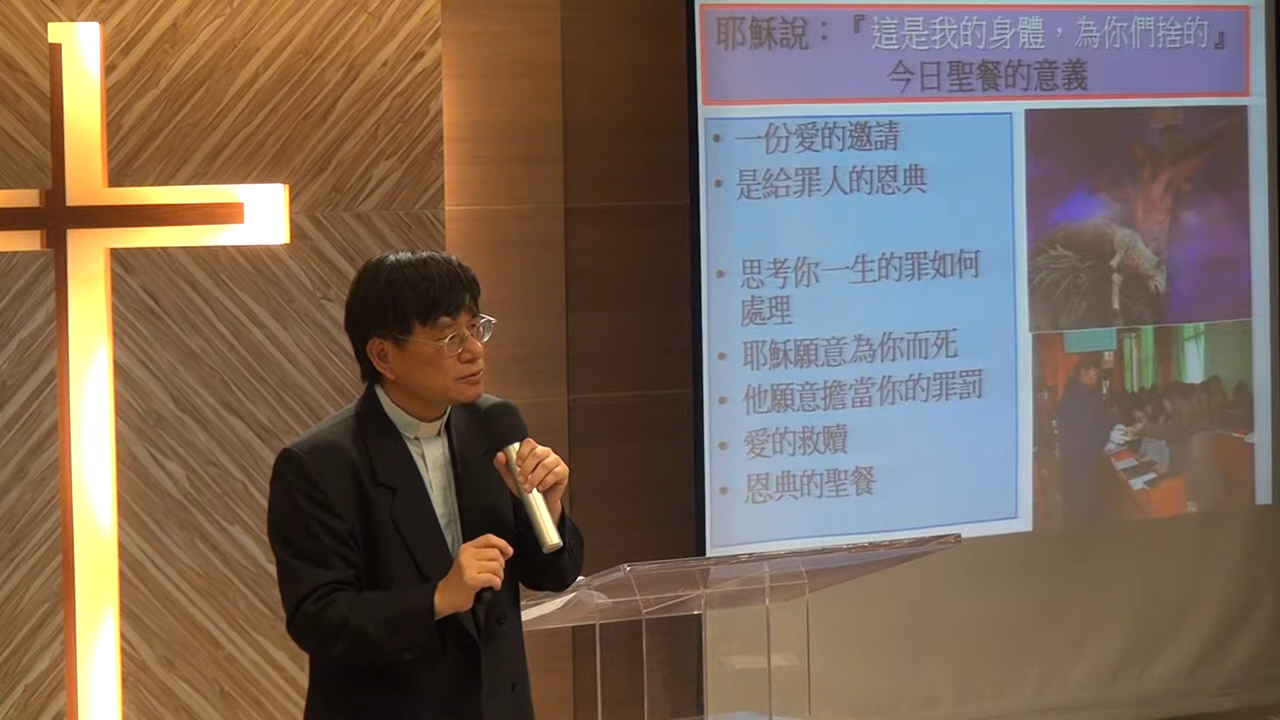 耶穌說：『這是我的身體，為你們捨的』
今日聖餐的意義
• 一份愛的邀請
• 是給罪人的恩典
• 思考你一生的罪如何
處理
• 耶穌願意為你而死
• 他願意擔當你的罪罰
• 愛的救贖
• 恩典的聖餐